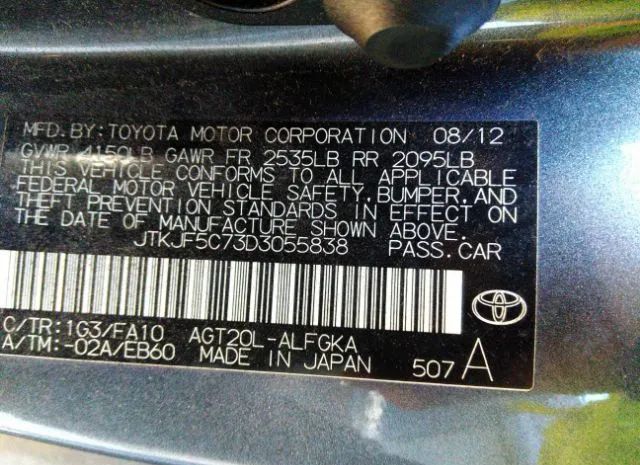 MFD.BY:TOYOTA MOTOR CORPORATION 08/12
GVWR 4150LB GAWR FR 2535LB RR 2095LB
THIS VEHICLE CONFORMS TO ALL APPLICABLE
FEDERAL MOTOR VEHICLE SAFETY,BUMPER,AND
THEFT PREVENTION STANDARDS IN EFFECT ON
THE DATE OF MANUFACTURE SHOWN ABOVE.
JTKJF5C73D3055838 PASS.CAR
C/TR:1G3/FA10 AGT20L-ALFGKA
A/TM:-02A/EB60 MADE IN JAPAN 507 A